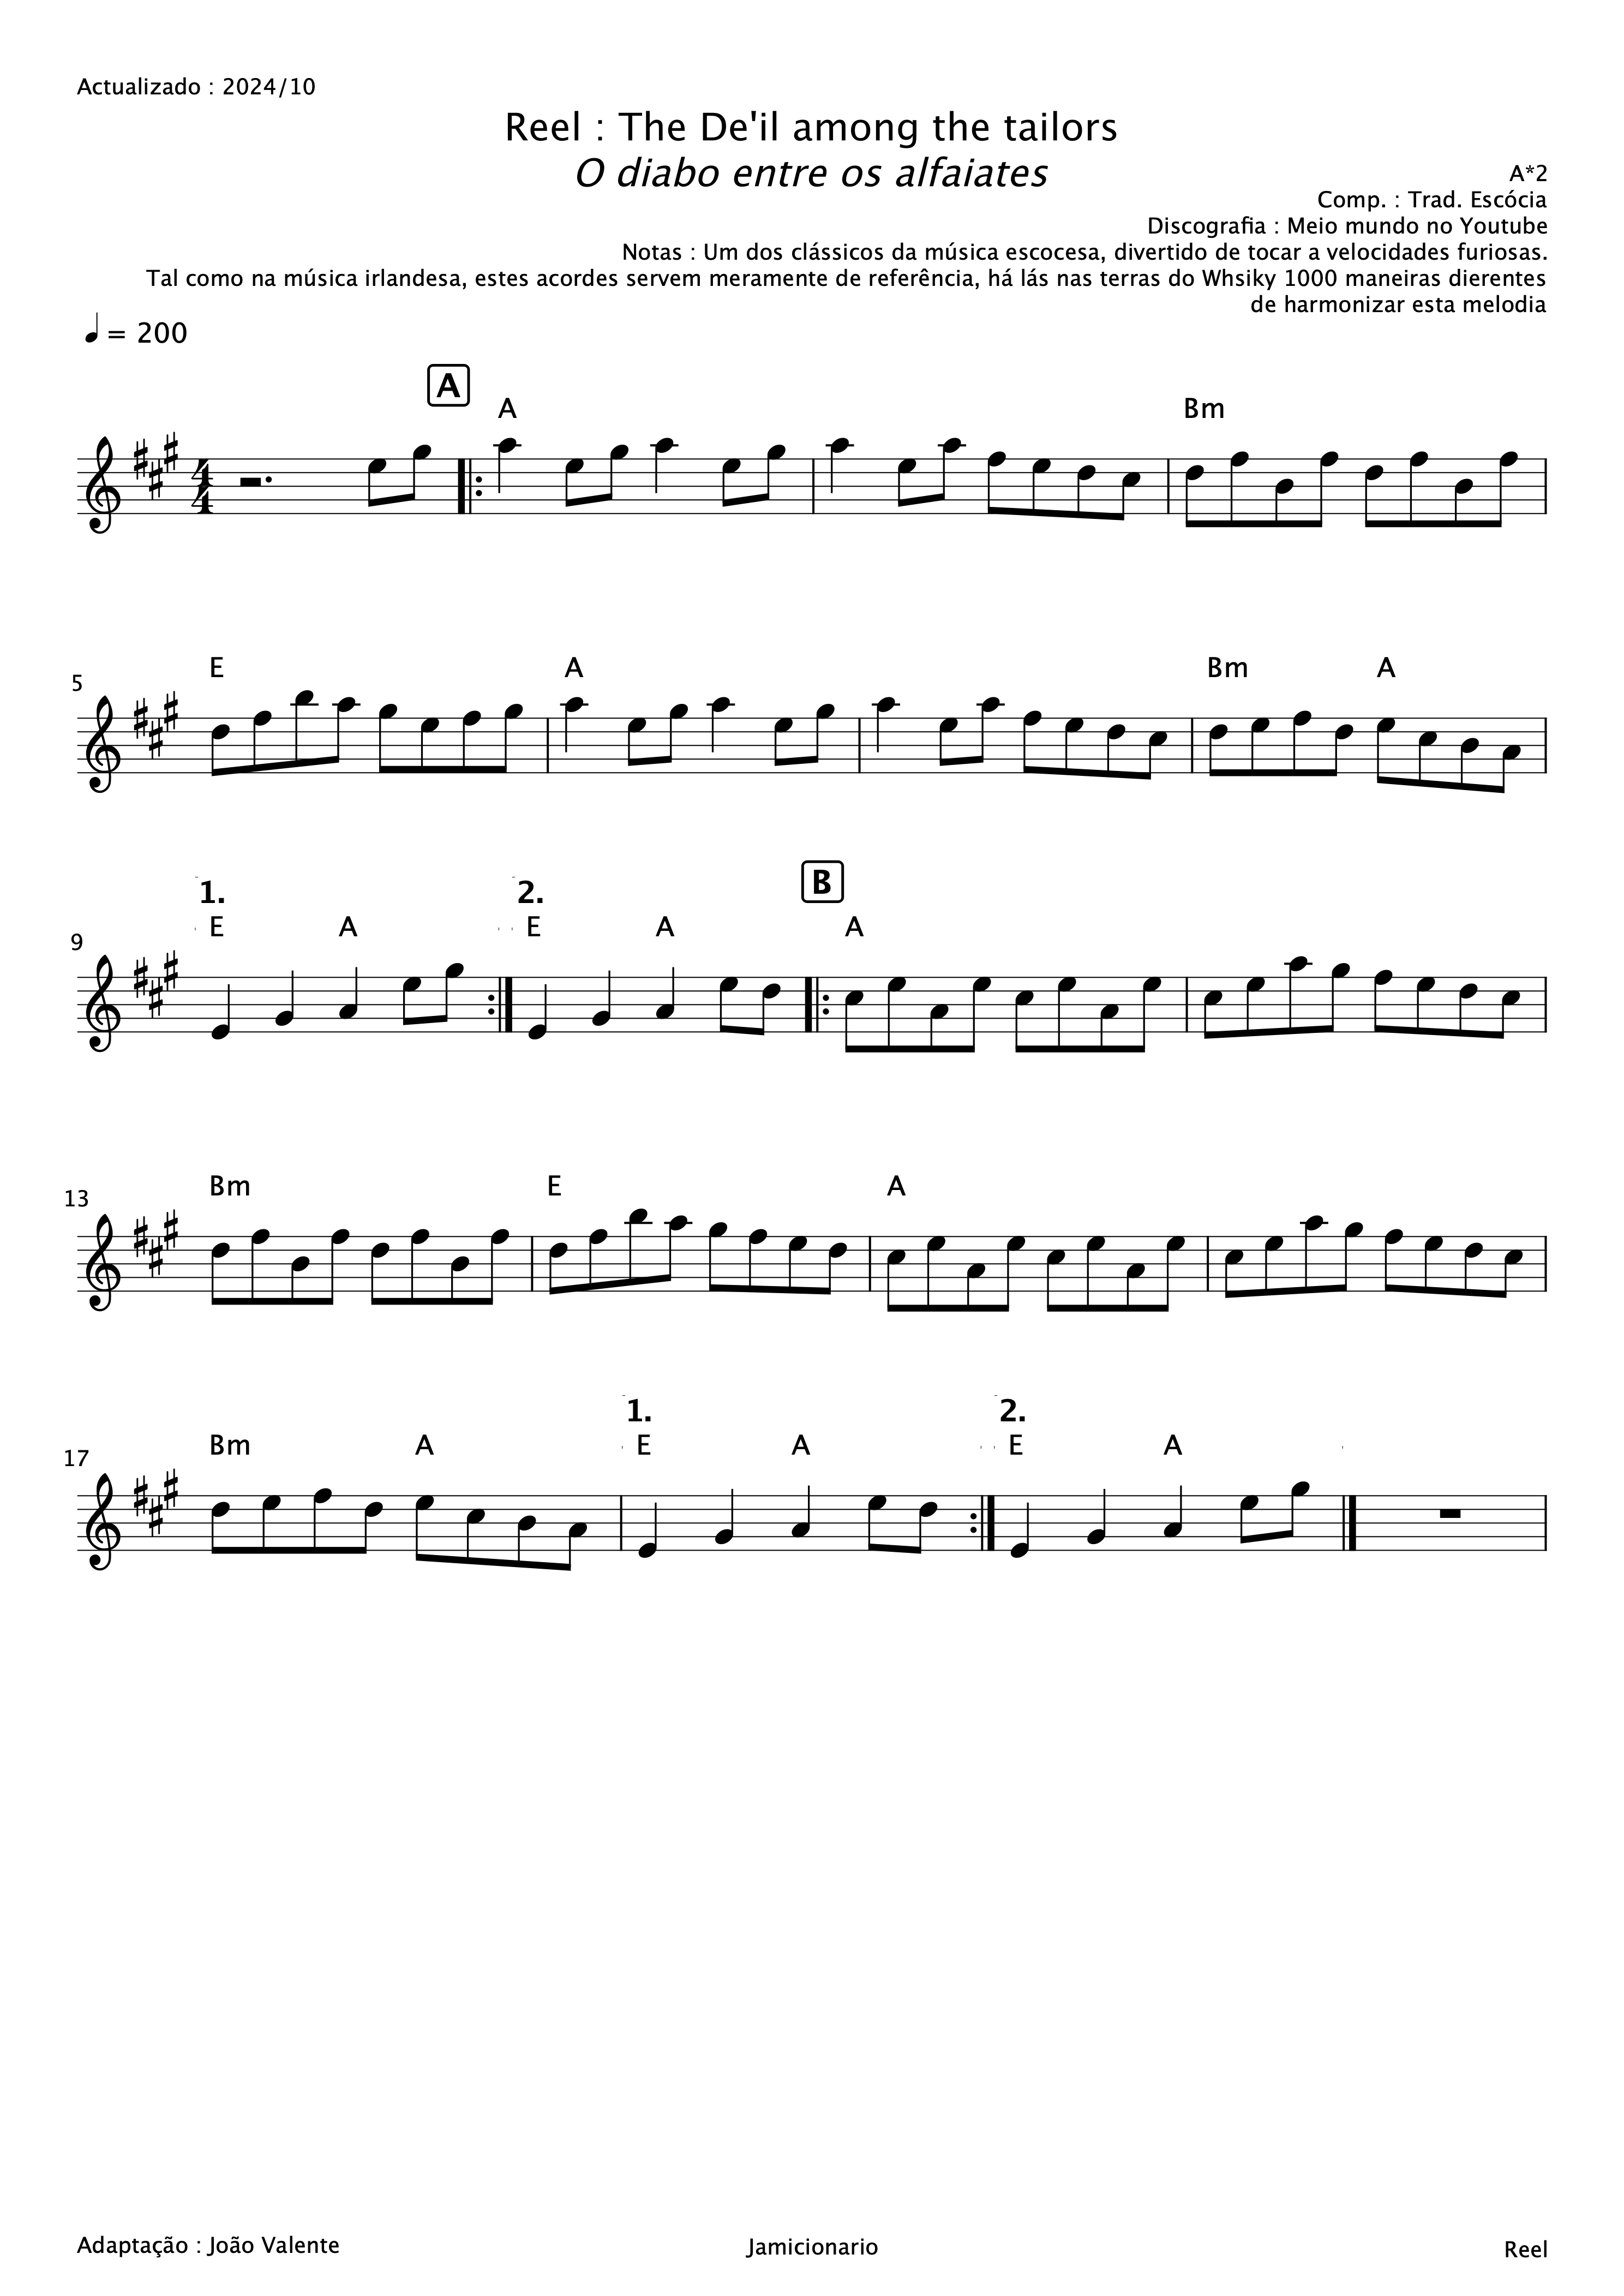 Actualizado : 2024/10
Reel : The De'il among the tailors
O diabo entre os alfaiates
A*2
Comp. : Trad. Escócia
Discografia : Meio mundo no Youtube
Notas : Um dos clássicos da música escocesa, divertido de tocar a velocidades furiosas.
Tal como na música irlandesa, estes acordes servem meramente de referência, há lás nas terras do Whsiky 1000 maneiras dierentes
de harmonizar esta melodia
= 200
A
A Bm
4
4
5 E A Bm A
1. 2. B
9 E A E A A
13 Bm E A
1. 2.
17 Bm A E A E A
Adaptação : João Valente Jamicionario Reel